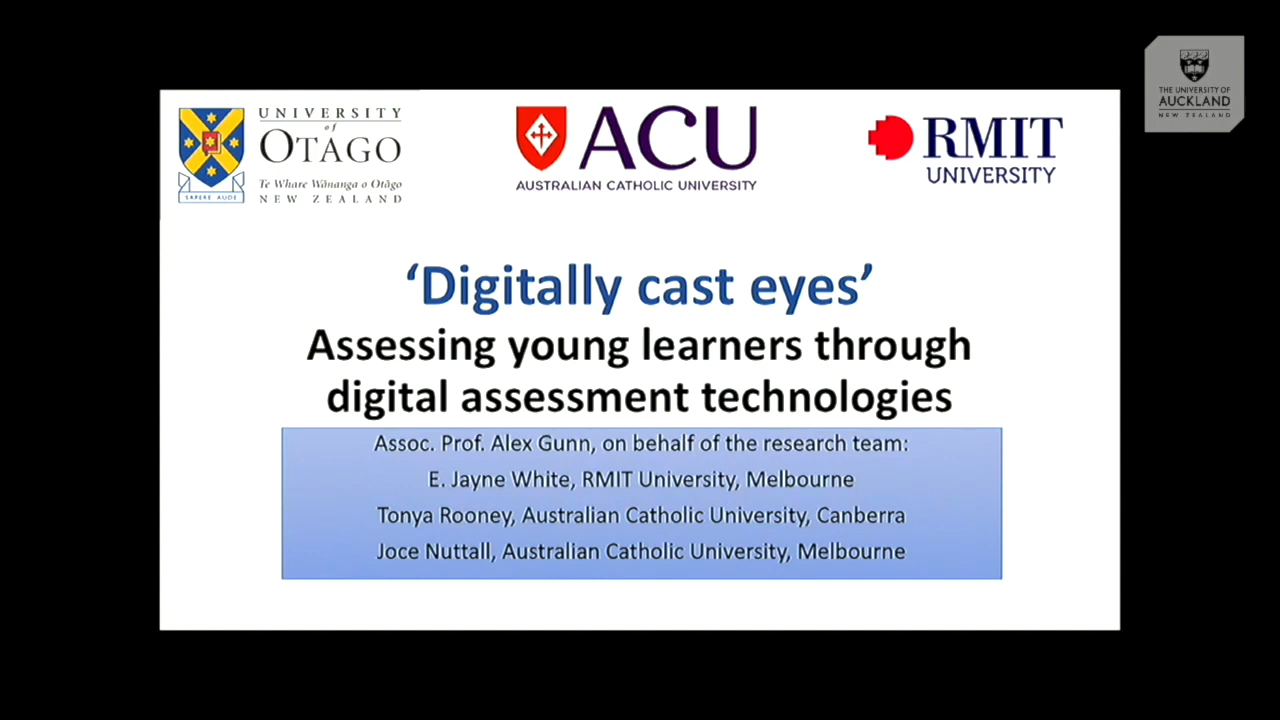 UNIVERSITY
of
OTAGO
Te Whare Wānanga o Otāgo
NEW ZEALAND
SAPERE AUDE
ACU
AUSTRALIAN CATHOLIC UNIVERSITY
RMIT
UNIVERSITY
THE UNIVERSITY OF
AUCKLAND
NEW ZEALAND
‘Digitally cast eyes’
Assessing young learners through
digital assessment technologies
Assoc. Prof. Alex Gunn, on behalf of the research team:
E. Jayne White, RMIT University, Melbourne
Tonya Rooney, Australian Catholic University, Canberra
Joce Nuttall, Australian Catholic University, Melbourne